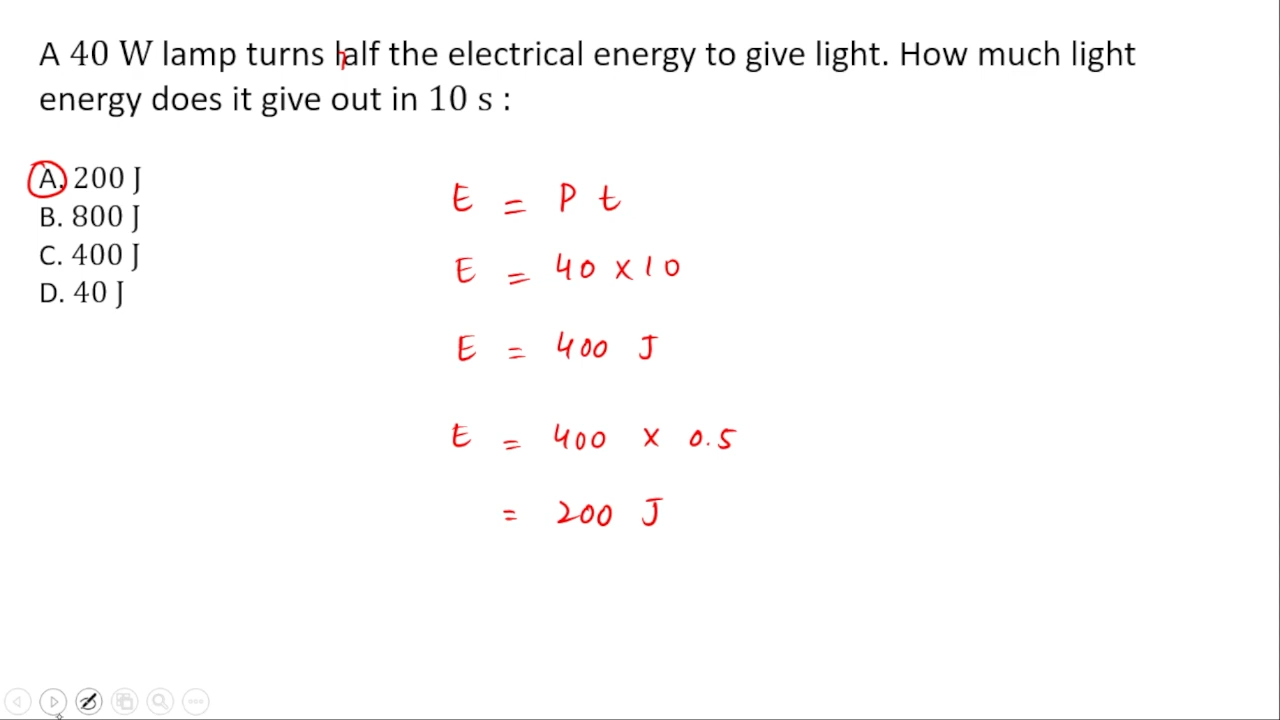 A 40 W lamp turns half the electrical energy to give light. How much light
energy does it give out in 10 s :
A. 200 J
B. 800 J
C. 400 J
D. 40 J
E = P t
E = 40 × 10
E = 400 J
E = 400 × 0.5
= 200 J